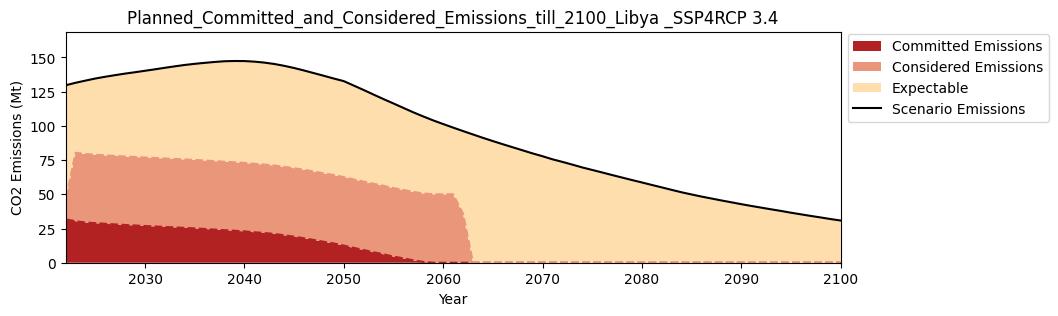 Planned_Committed_and_Considered_Emissions_till_2100_Libya _SSP4RCP 3.4
CO2 Emissions (Mt)
150
125
100
75
50
25
0
2030 2040 2050 2060 2070 2080 2090 2100
Year
Committed Emissions
Considered Emissions
Expectable
Scenario Emissions